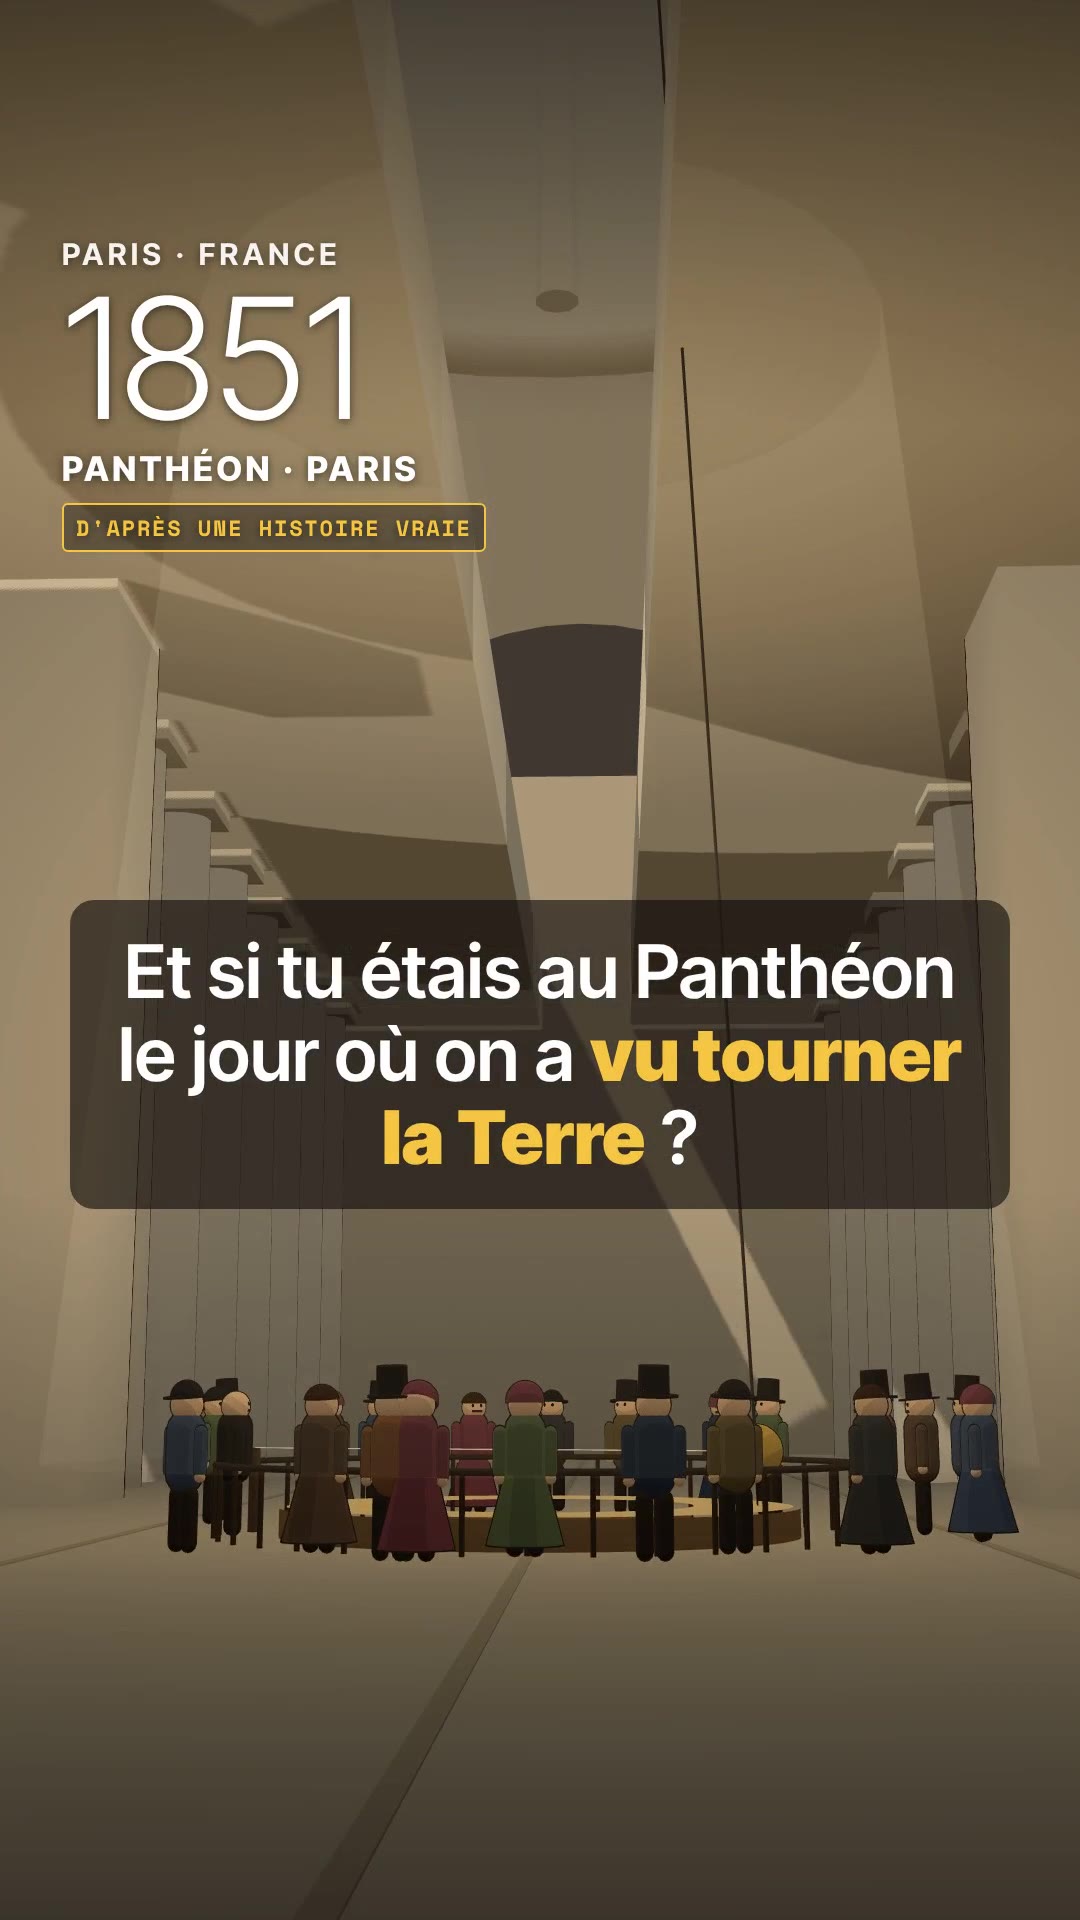 PARIS · FRANCE
1851
PANTHÉON · PARIS
D'APRÈS UNE HISTOIRE VRAIE
Et si tu étais au Panthéon
le jour où on a vu tourner
la Terre ?